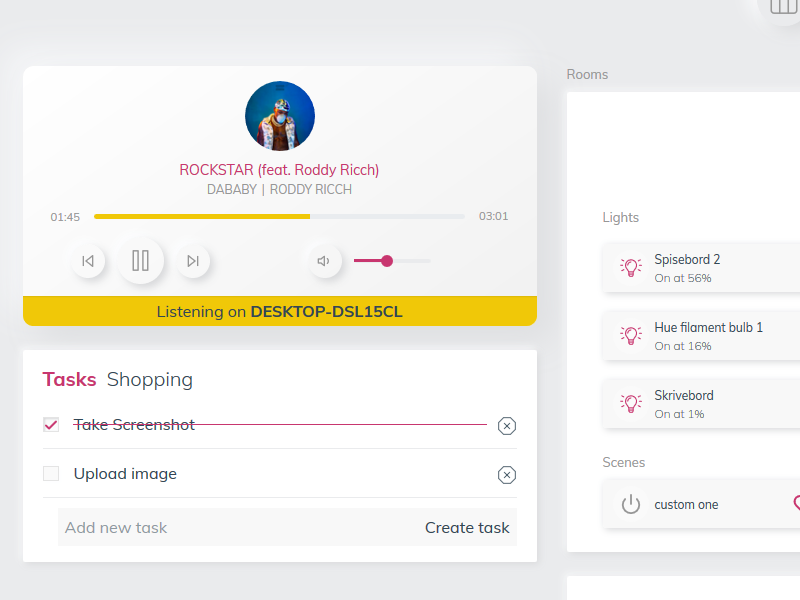 ROCKSTAR (feat. Roddy Ricch)
DABABY | RODDY RICCH
01:45
03:01
Listening on DESKTOP-DSL15CL
Tasks Shopping
Take Screenshot
Upload image
Add new task
Create task
Rooms
Lights
Spisebord 2
On at 56%
Hue filament bulb 1
On at 16%
Skrivebord
On at 1%
Scenes
custom one